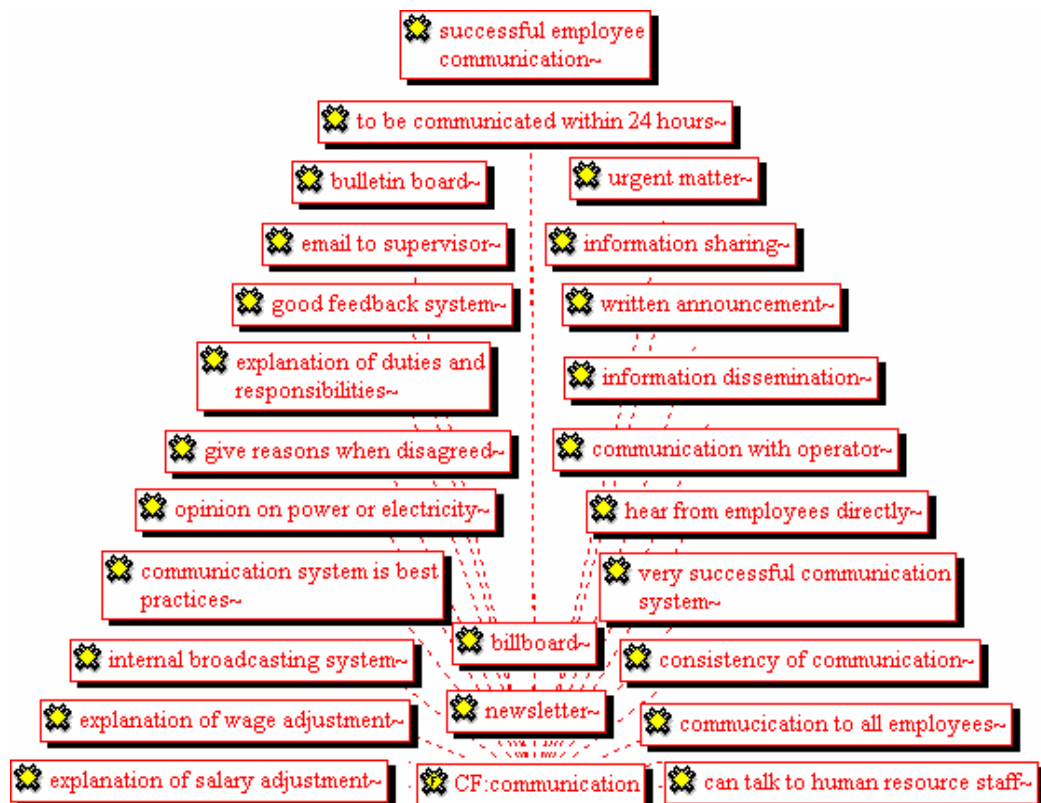 successful employee
communication~
to be communicated within 24 hours~
bulletin board~
urgent matter~
email to supervisor~
information sharing~
good feedback system~
written announcement~
explanation of duties and
responsibilities~
information dissemination~
give reasons when disagreed~
communication with operator~
opinion on power or electricity~
hear from employees directly~
communication system is best
practices~
very successful communication
system~
billboard~
internal broadcasting system~
consistency of communication~
newsletter~
explanation of wage adjustment~
commucication to all employees~
explanation of salary adjustment~
CF:communication
can talk to human resource staff~